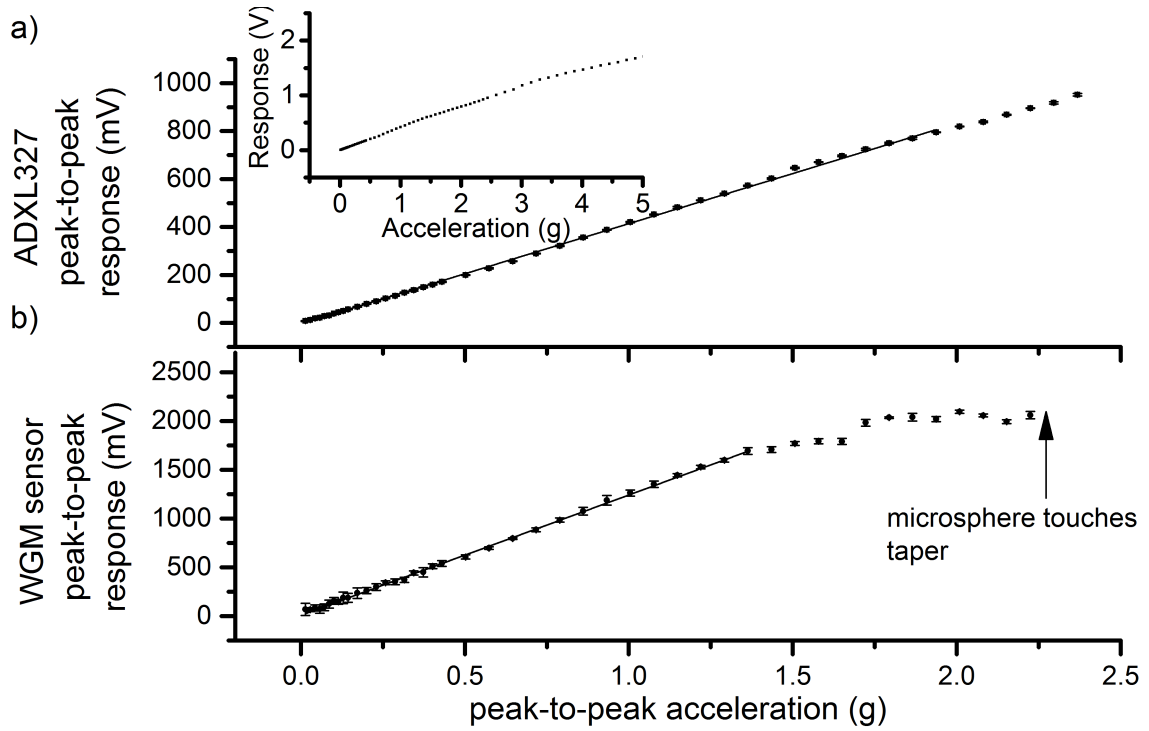 a)
ADXL327
peak-to-peak
response (mV)
1000
800
600
400
200
0
Response (V)
2
1
0
0 1 2 3 4 5
Acceleration (g)
b)
WGM sensor
peak-to-peak
response (mV)
2500
2000
1500
1000
500
0
microsphere touches
taper
0.0 0.5 1.0 1.5 2.0 2.5
peak-to-peak acceleration (g)